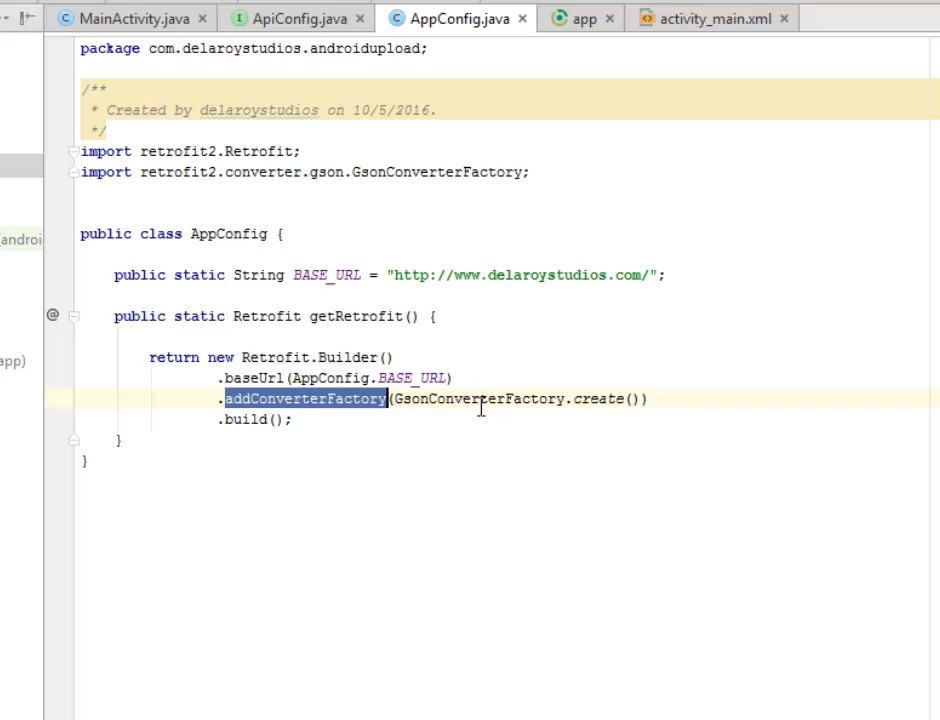 MainActivity.java
ApiConfig.java
AppConfig.java
app
activity_main.xml
package com.delaroystudios.androidupload;
/**
* Created by delaroystudios on 10/5/2016.
*/
import retrofit2.Retrofit;
import retrofit2.converter.gson.GsonConverterFactory;
public class AppConfig {
(androi
public static String BASE_URL = "http://www.delaroystudios.com/";
@
public static Retrofit getRetrofit() {
return new Retrofit.Builder()
app)
.baseUrl(AppConfig.BASE_URL)
.addConverterFactory(GsonConverterFactory.create())
.build();
}
}